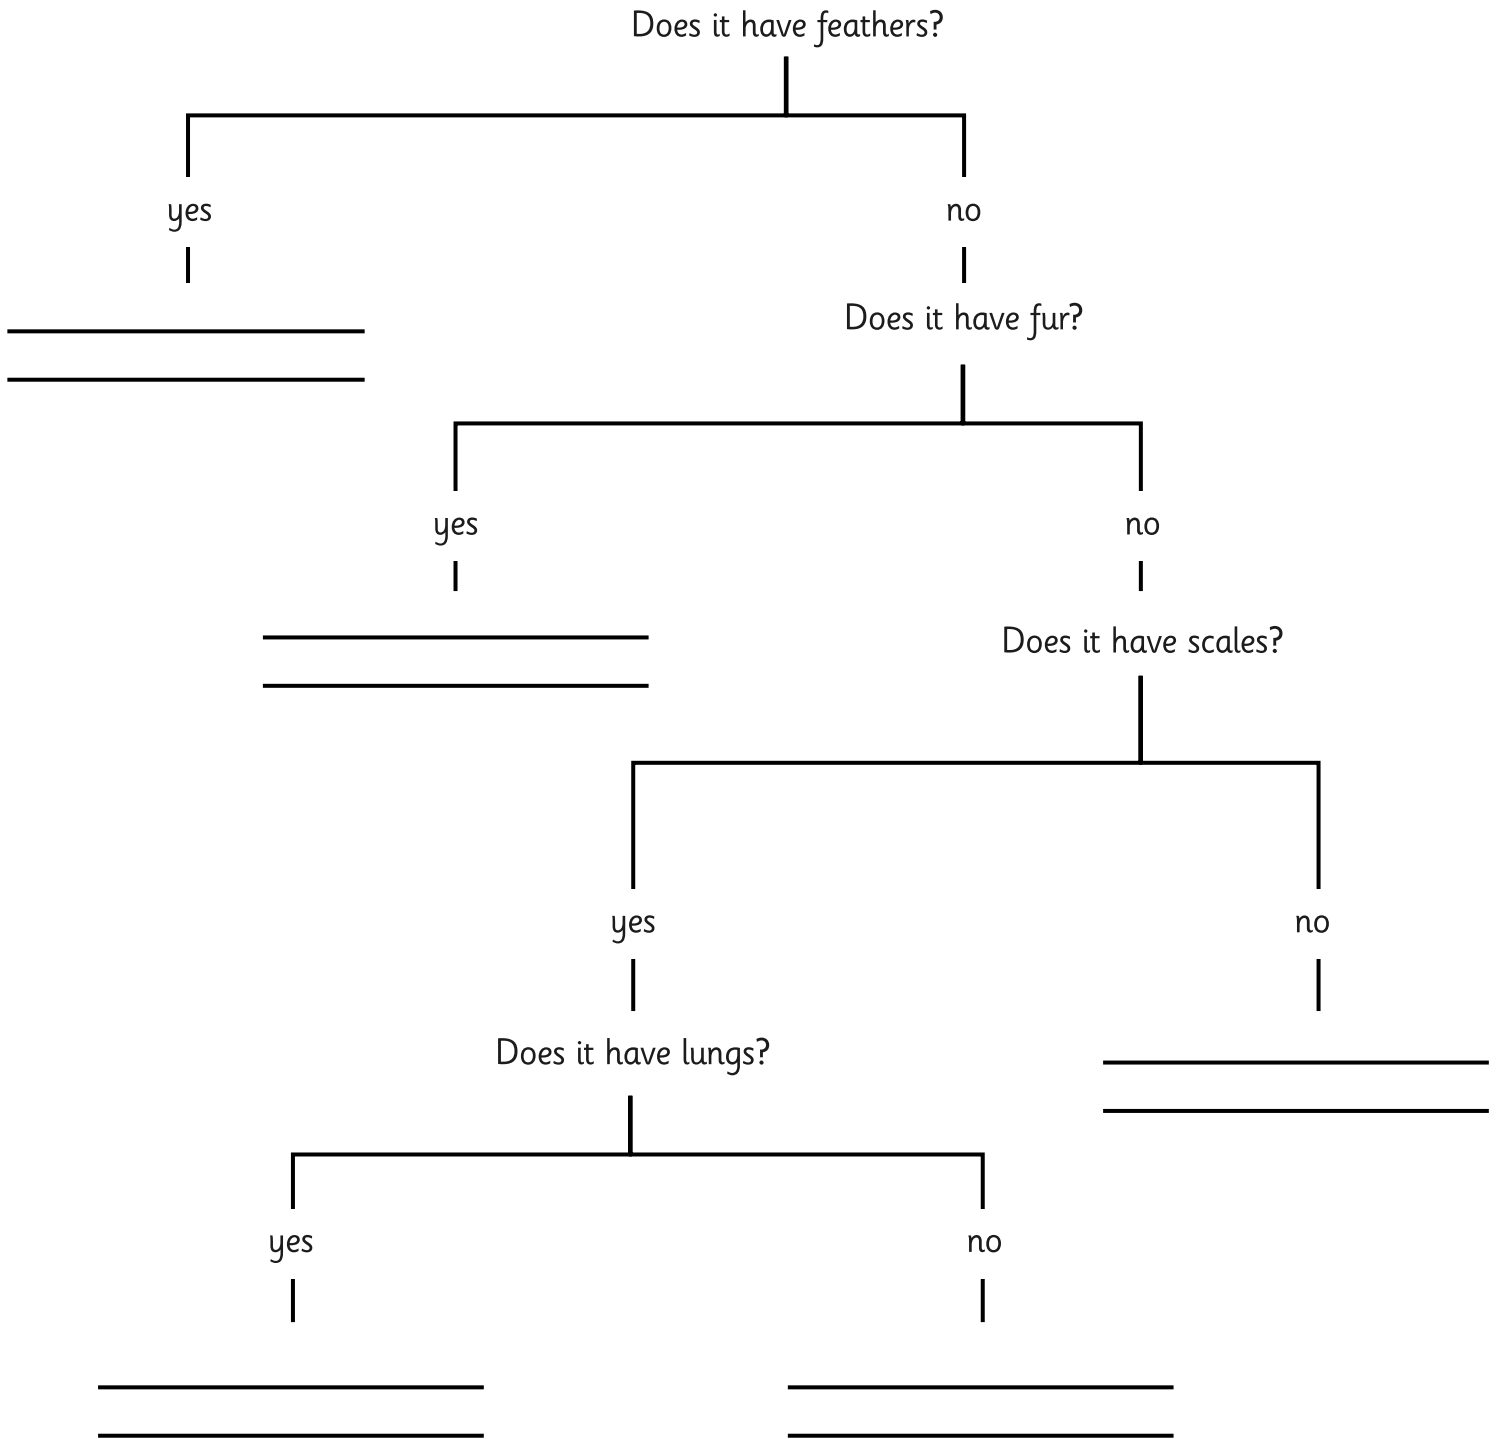 Does it have feathers?
yes
no
Does it have fur?
yes
no
Does it have scales?
yes
no
Does it have lungs?
yes
no